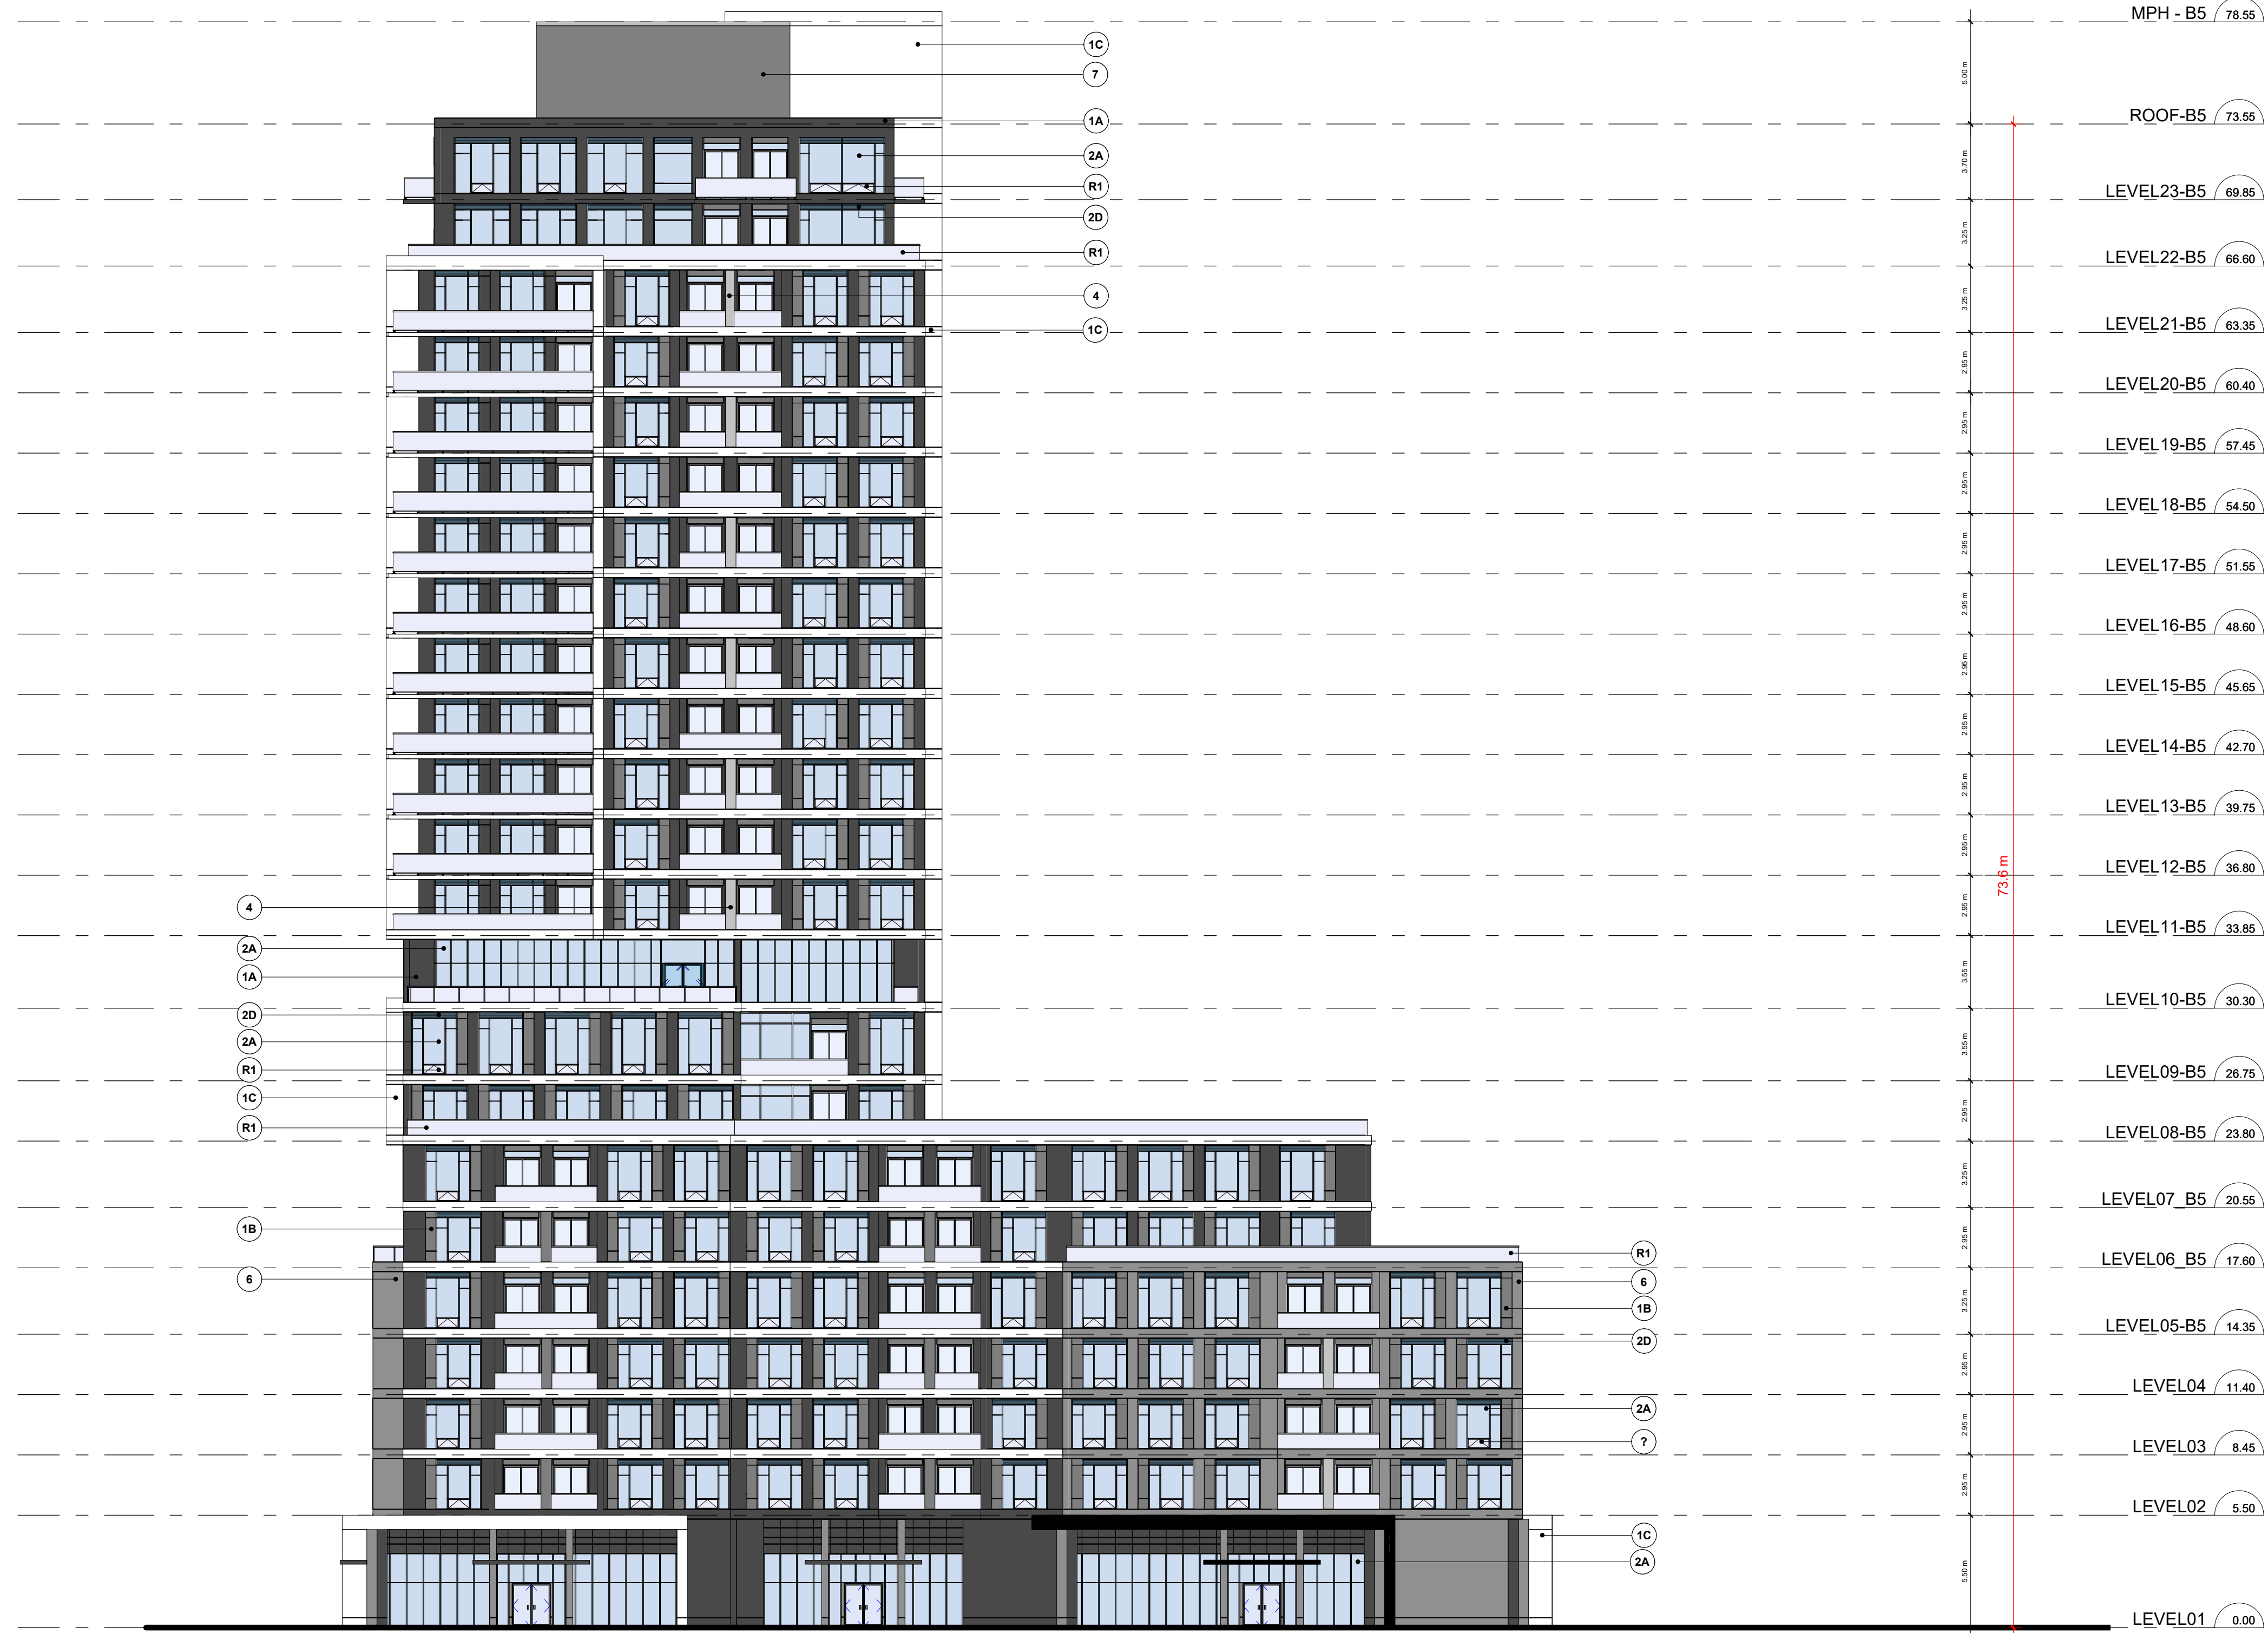 MPH - B5 78.55
1C
5.00 m
7
ROOF-B5 73.55
1A
2A
3.70 m
R1
LEVEL23-B5 69.85
2D
3.25 m
R1
LEVEL22-B5 66.60
4
3.25 m
LEVEL21-B5 63.35
1C
2.95 m
LEVEL20-B5 60.40
2.95 m
LEVEL19-B5 57.45
2.95 m
LEVEL18-B5 54.50
2.95 m
LEVEL17-B5 51.55
2.95 m
LEVEL16-B5 48.60
2.95 m
LEVEL15-B5 45.65
2.95 m
LEVEL14-B5 42.70
2.95 m
LEVEL13-B5 39.75
2.95 m
LEVEL12-B5 36.80
73.6 m
4
2.95 m
LEVEL11-B5 33.85
2A
1A
3.55 m
LEVEL10-B5 30.30
2D
2A
3.55 m
R1
LEVEL09-B5 26.75
1C
2.95 m
R1
LEVEL08-B5 23.80
3.25 m
LEVEL07_B5 20.55
1B
2.95 m
R1
LEVEL06_B5 17.60
6
6
3.25 m
1B
LEVEL05-B5 14.35
2D
2.95 m
LEVEL04 11.40
2A
2.95 m
?
LEVEL03 8.45
2.95 m
LEVEL02 5.50
1C
2A
5.50 m
LEVEL01 0.00